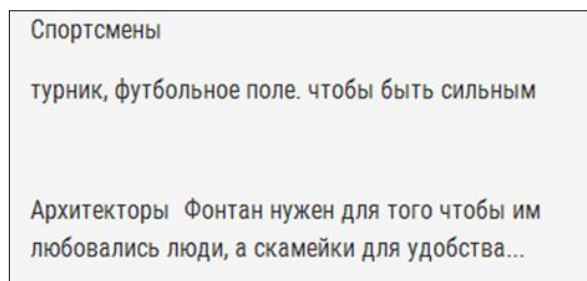 Спортсмены
турник, футбольное поле. чтобы быть сильным
Архитекторы  Фонтан нужен для того чтобы им
любовались люди, а скамейки для удобства...